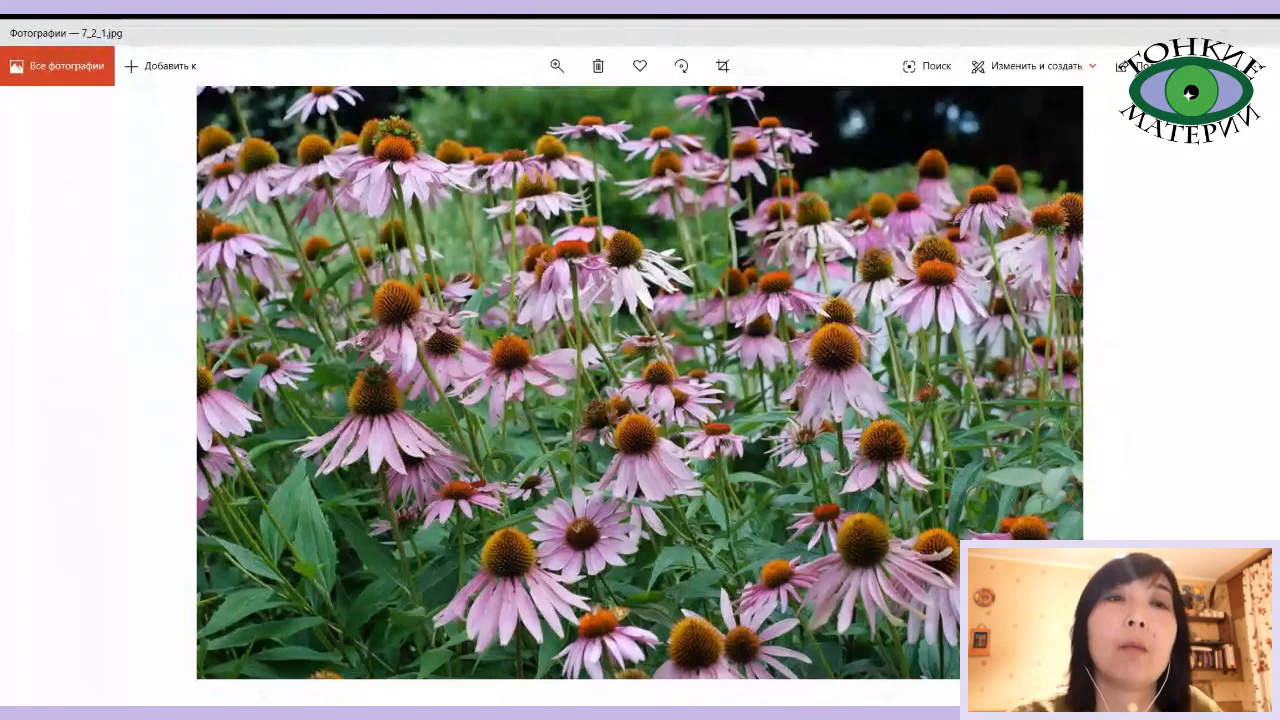 Фотографии — 7_2_1.jpg
Все фотографии
Добавить к
Поиск
Изменить и создать
ТОНКИЕ
МАТЕРИИ